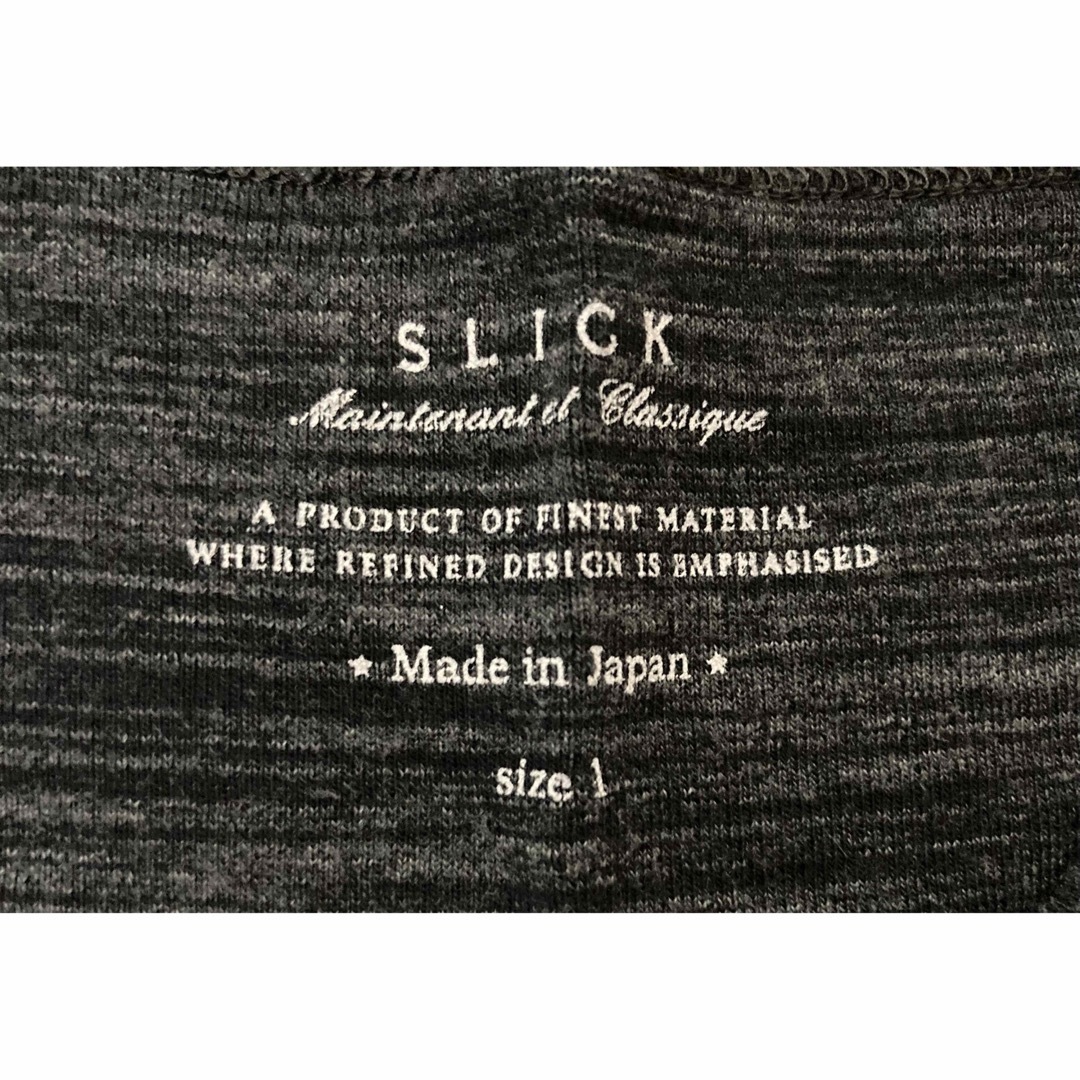 SLICK
Maintenant et Classique
A PRODUCT OF FINEST MATERIAL
WHERE REFINED DESIGN IS EMPHASISED
★ Made in Japan ★
size 1